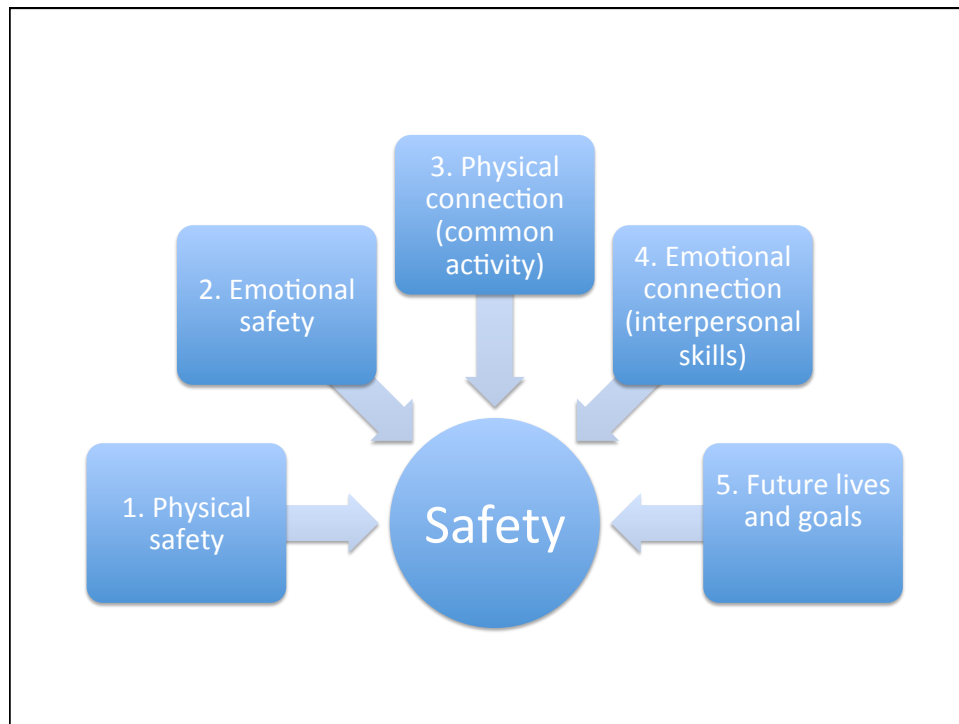 1. Physical
safety
2. Emotional
safety
3. Physical
connection
(common
activity)
4. Emotional
connection
(interpersonal
skills)
5. Future lives
and goals
Safety